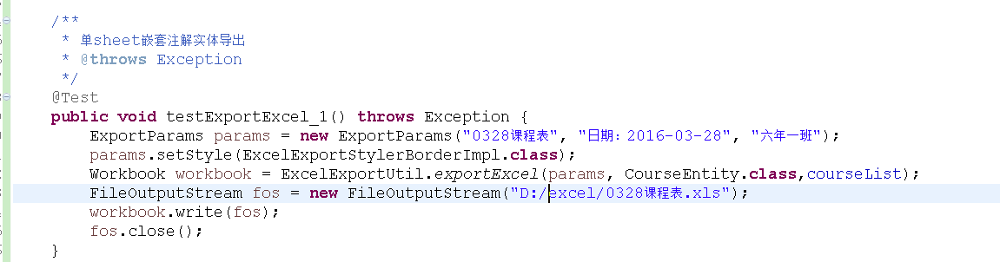 /**
 * 单sheet嵌套注解实体导出
 * @throws Exception
 */
@Test
public void testExportExcel_1() throws Exception {
    ExportParams params = new ExportParams("0328课程表", "日期：2016-03-28", "六年一班");
    params.setStyle(ExcelExportStylerBorderImpl.class);
    Workbook workbook = ExcelExportUtil.exportExcel(params, CourseEntity.class,courseList);
    FileOutputStream fos = new FileOutputStream("D:/excel/0328课程表.xls");
    workbook.write(fos);
    fos.close();
}